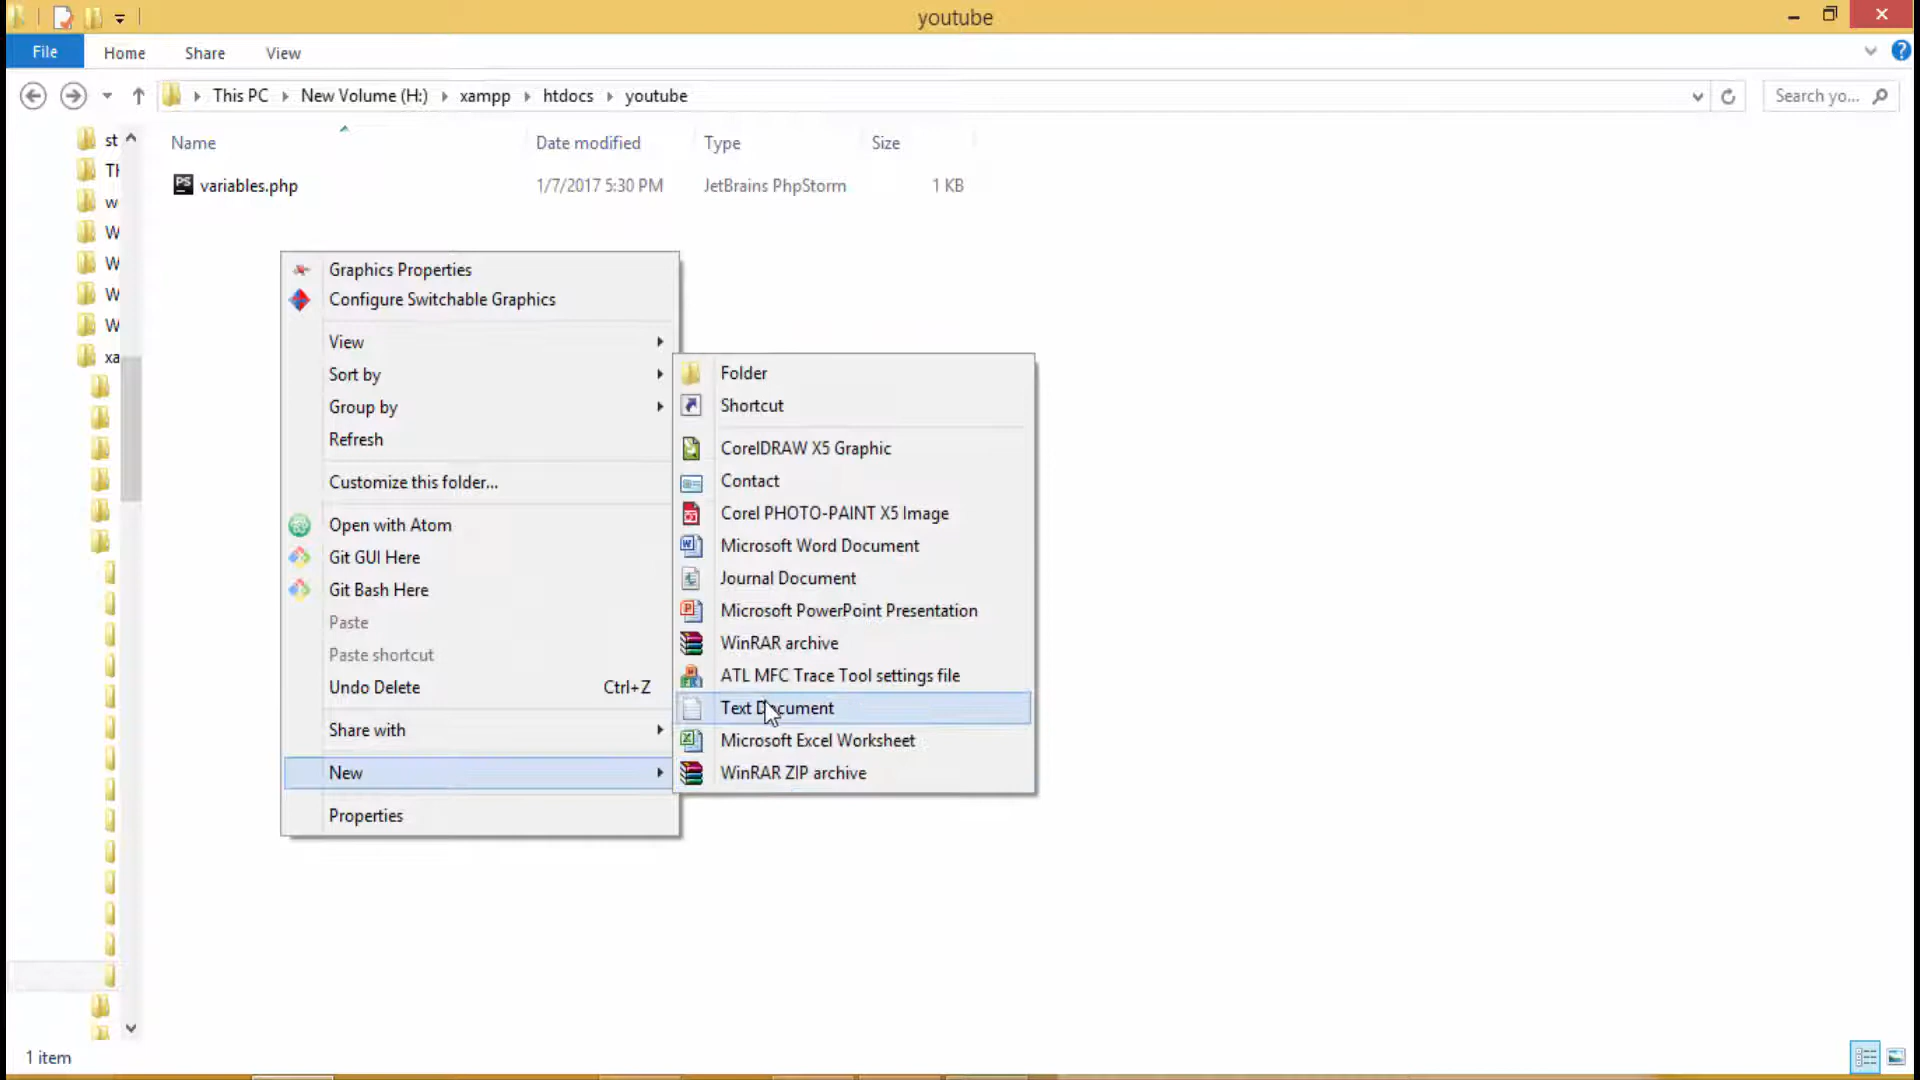 youtube
File Home Share View
This PC New Volume (H:) xampp htdocs youtube
Search yo...
Name Date modified Type Size
variables.php 1/7/2017 5:30 PM JetBrains PhpStorm 1 KB
st
TH
w
W
W
W
W
xa
Graphics Properties
Configure Switchable Graphics
View
Sort by
Group by
Refresh
Customize this folder...
Open with Atom
Git GUI Here
Git Bash Here
Paste
Paste shortcut
Undo Delete Ctrl+Z
Share with
New
Properties
Folder
Shortcut
CorelDRAW X5 Graphic
Contact
Corel PHOTO-PAINT X5 Image
Microsoft Word Document
Journal Document
Microsoft PowerPoint Presentation
WinRAR archive
ATL MFC Trace Tool settings file
Text Document
Microsoft Excel Worksheet
WinRAR ZIP archive
1 item